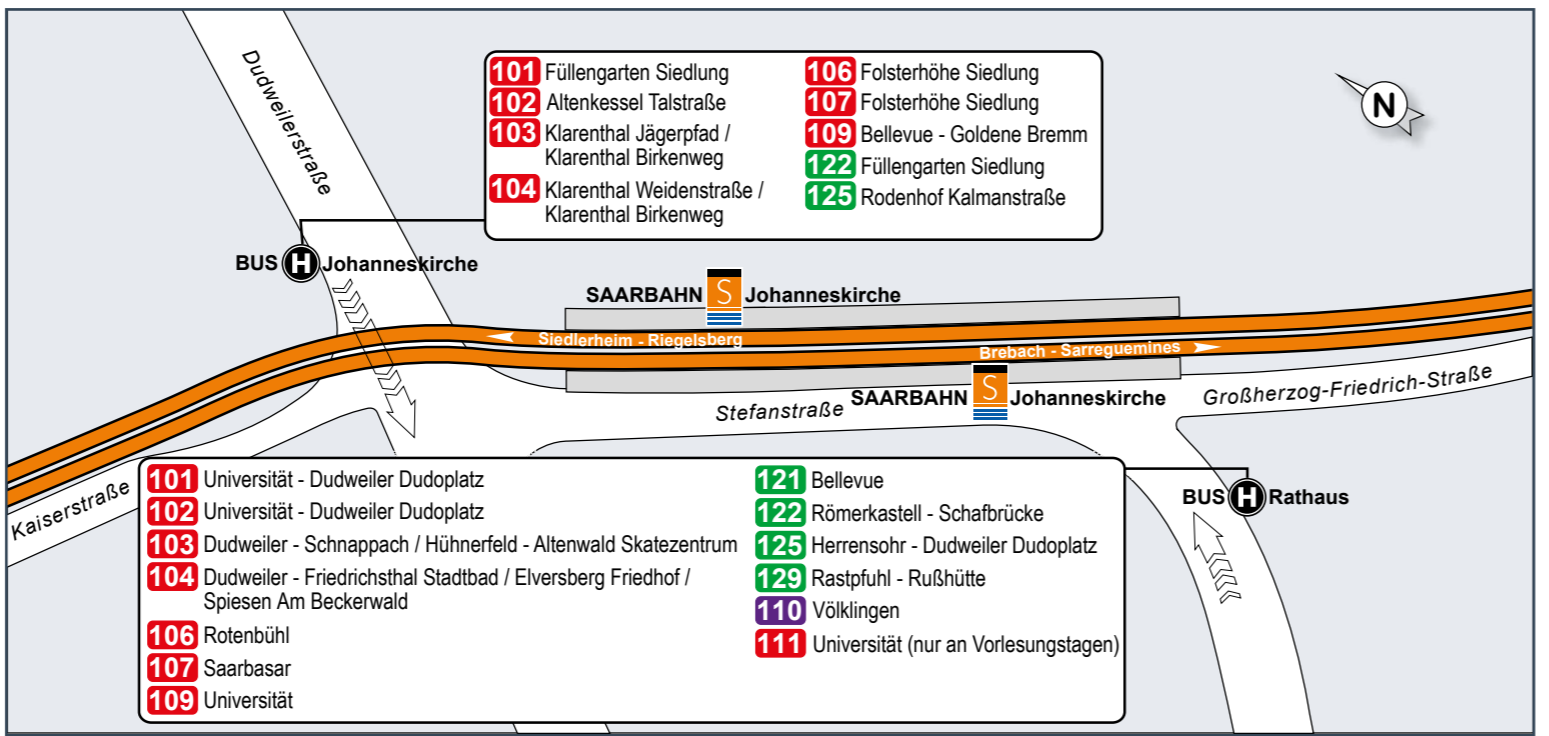 Dudweilerstraße
101 Füllengarten Siedlung
102 Altenkessel Talstraße
103 Klarenthal Jägerpfad /
Klarenthal Birkenweg
104 Klarenthal Weidenstraße /
Klarenthal Birkenweg
106 Folsterhöhe Siedlung
107 Folsterhöhe Siedlung
109 Bellevue - Goldene Bremm
122 Füllengarten Siedlung
125 Rodenhof Kalmanstraße
N
BUS H Johanneskirche
SAARBAHN S Johanneskirche
Siedlerheim - Riegelsberg
Brebach - Sarreguemines
Stefanstraße
SAARBAHN S Johanneskirche
Großherzog-Friedrich-Straße
Kaiserstraße
101 Universität - Dudweiler Dudoplatz
102 Universität - Dudweiler Dudoplatz
103 Dudweiler - Schnappach / Hühnerfeld - Altenwald Skatezentrum
104 Dudweiler - Friedrichsthal Stadtbad / Elversberg Friedhof /
Spiesen Am Beckerwald
106 Rotenbühl
107 Saarbasar
109 Universität
121 Bellevue
122 Römerkastell - Schafbrücke
125 Herrensohr - Dudweiler Dudoplatz
129 Rastpfuhl - Rußhütte
110 Völklingen
111 Universität (nur an Vorlesungstagen)
BUS H Rathaus